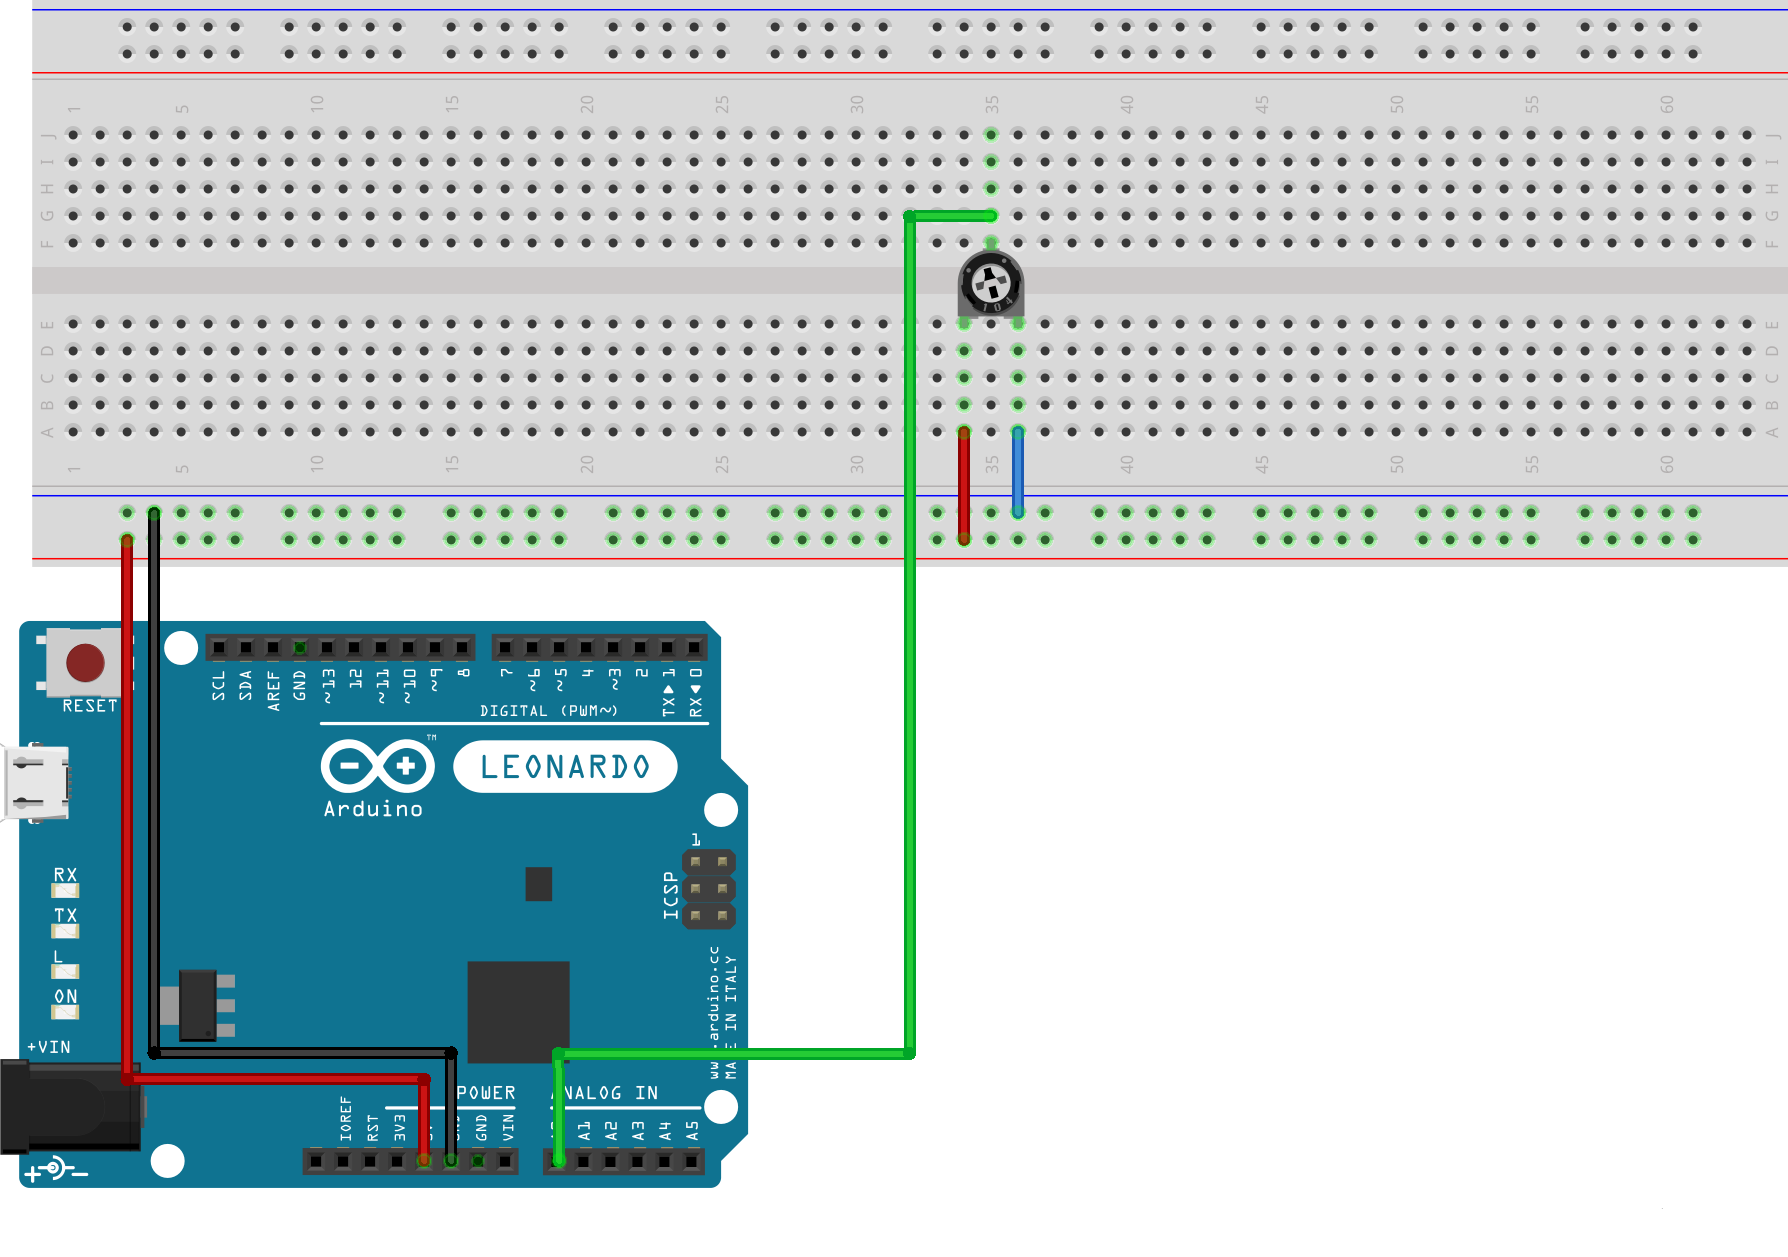 1 5 10 15 20 25 30 35 40 45 50 55 60
J J
I I
H H
G G
F F
104
E E
D D
C C
B B
A A
1 5 10 15 20 25 30 35 40 45 50 55 60
RESET
SCL SDA AREF GND ~13 12 ~11 ~10 ~9 8 7 ~6 ~5 4 ~3 2 TX▶1 RX◀0
DIGITAL (PWM~)
TM
LEONARDO
Arduino
1
ICSP
RX
TX
L
ON
www.arduino.cc
MADE IN ITALY
+VIN
POWER
ANALOG IN
IOREF RST 3V3 GND VIN A1 A2 A3 A4 A5